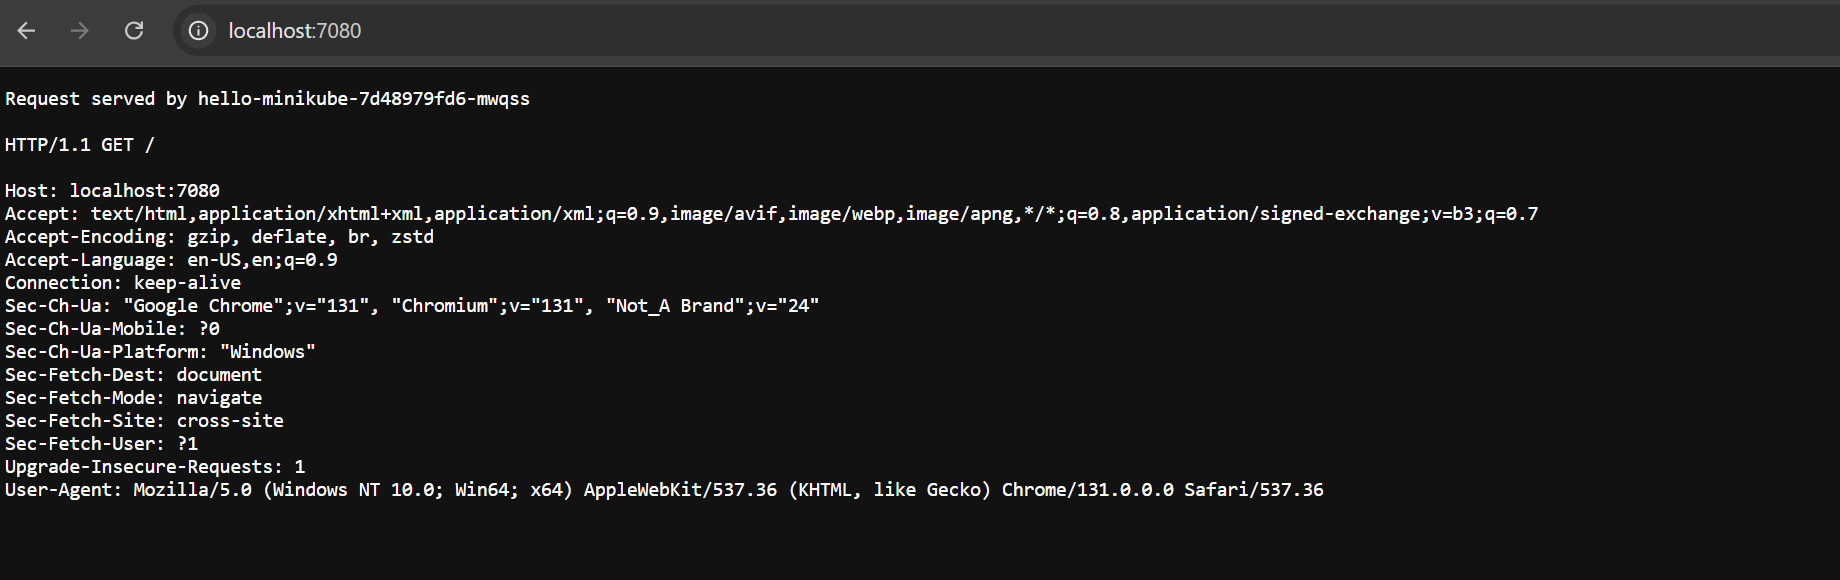 localhost:7080
Request served by hello-minikube-7d48979fd6-mwqss
HTTP/1.1 GET /
Host: localhost:7080
Accept: text/html,application/xhtml+xml,application/xml;q=0.9,image/avif,image/webp,image/apng,*/*;q=0.8,application/signed-exchange;v=b3;q=0.7
Accept-Encoding: gzip, deflate, br, zstd
Accept-Language: en-US,en;q=0.9
Connection: keep-alive
Sec-Ch-Ua: "Google Chrome";v="131", "Chromium";v="131", "Not_A Brand";v="24"
Sec-Ch-Ua-Mobile: ?0
Sec-Ch-Ua-Platform: "Windows"
Sec-Fetch-Dest: document
Sec-Fetch-Mode: navigate
Sec-Fetch-Site: cross-site
Sec-Fetch-User: ?1
Upgrade-Insecure-Requests: 1
User-Agent: Mozilla/5.0 (Windows NT 10.0; Win64; x64) AppleWebKit/537.36 (KHTML, like Gecko) Chrome/131.0.0.0 Safari/537.36